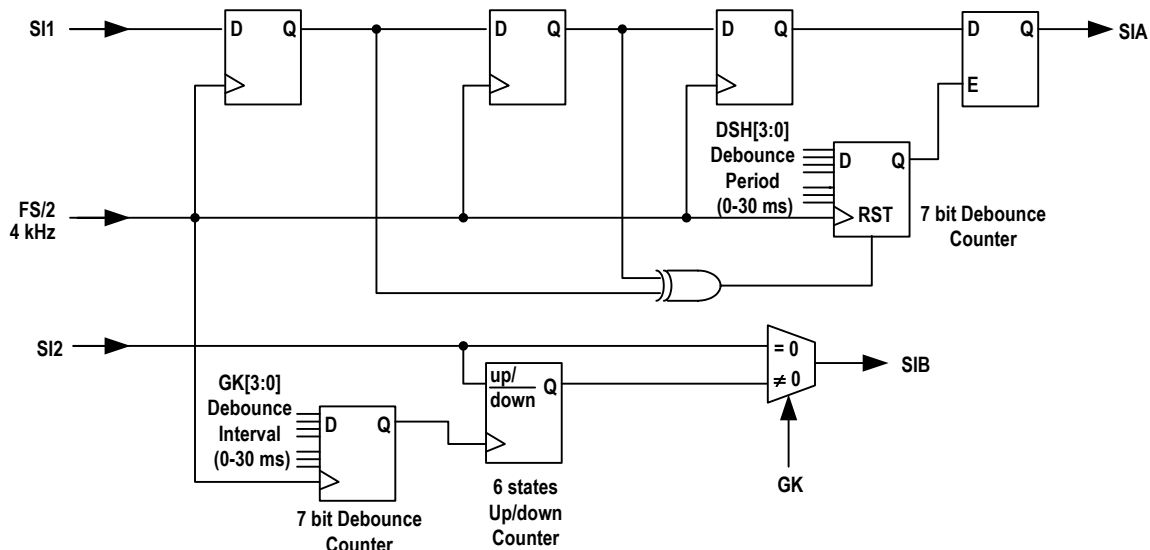 SI1
D Q
D Q
D Q
D Q
E
SIA
DSH[3:0]
Debounce
Period
(0-30 ms)
D Q
RST
7 bit Debounce
Counter
FS/2
4 kHz
SI2
GK[3:0]
Debounce
Interval
(0-30 ms)
D Q
7 bit Debounce
Counter
up/
down
Q
6 states
Up/down
Counter
= 0
≠ 0
SIB
GK